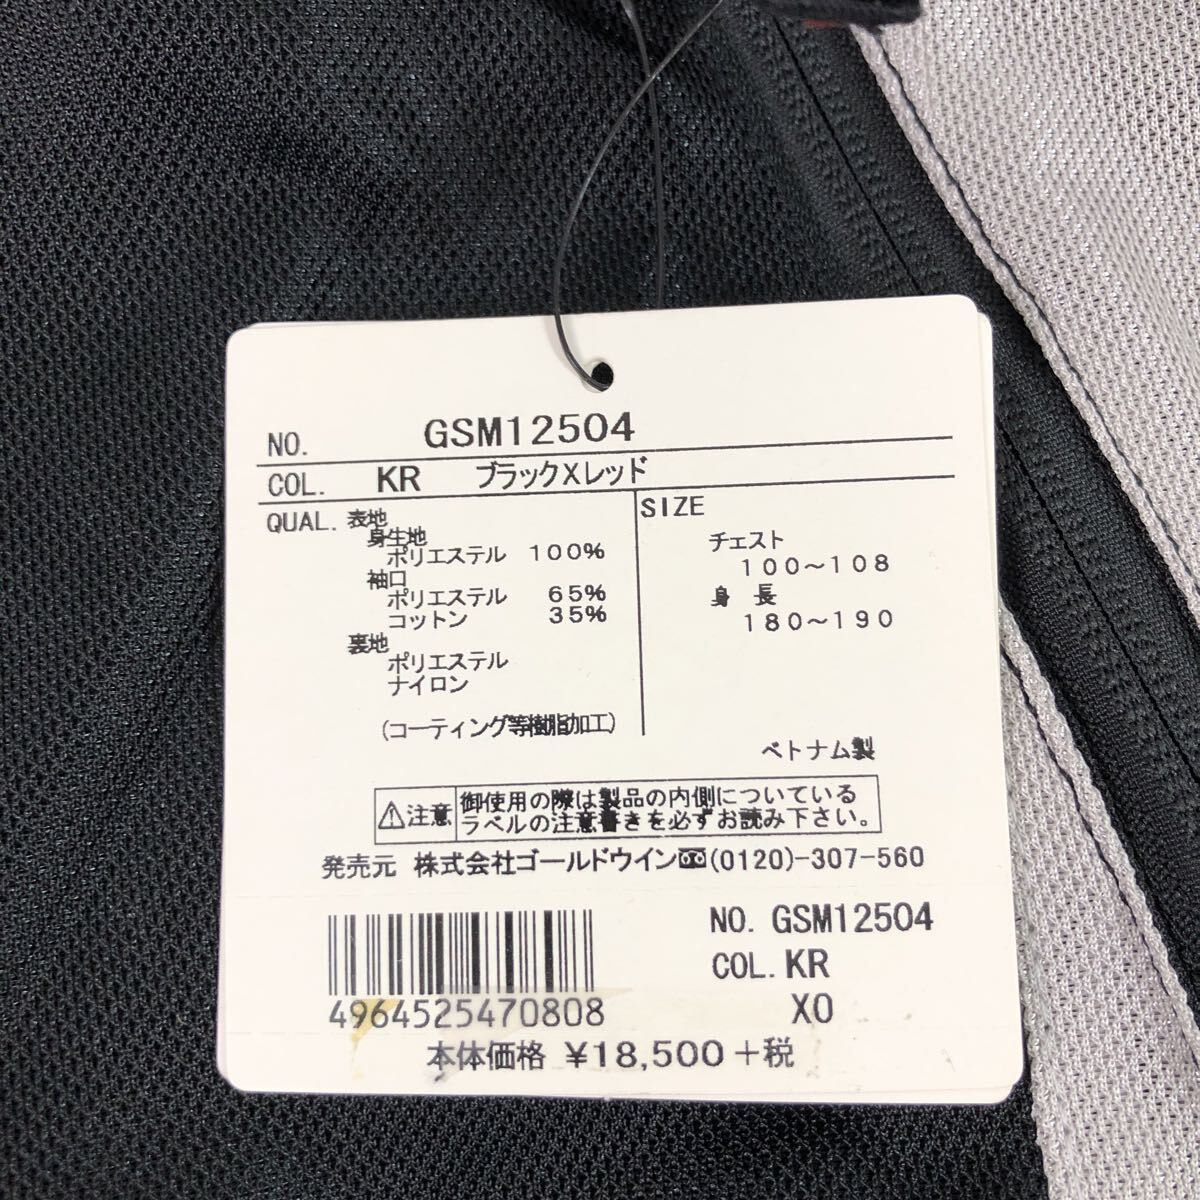 NO. GSM12504
COL. KR ブラックXレッド
QUAL. 表地
身生地
ポリエステル 100%
袖口
ポリエステル 65%
コットン 35%
裏地
ポリエステル
ナイロン
(コーティング等樹脂加工)
SIZE
チェスト
100～108
身長
180～190
ベトナム製
⚠注意 御使用の際は製品の内側についている
ラベルの注意書きを必ずお読み下さい。
発売元 株式会社ゴールドウイン (0120)-307-560
NO. GSM12504
COL. KR
XO
4964525470808
本体価格 ¥18,500+税